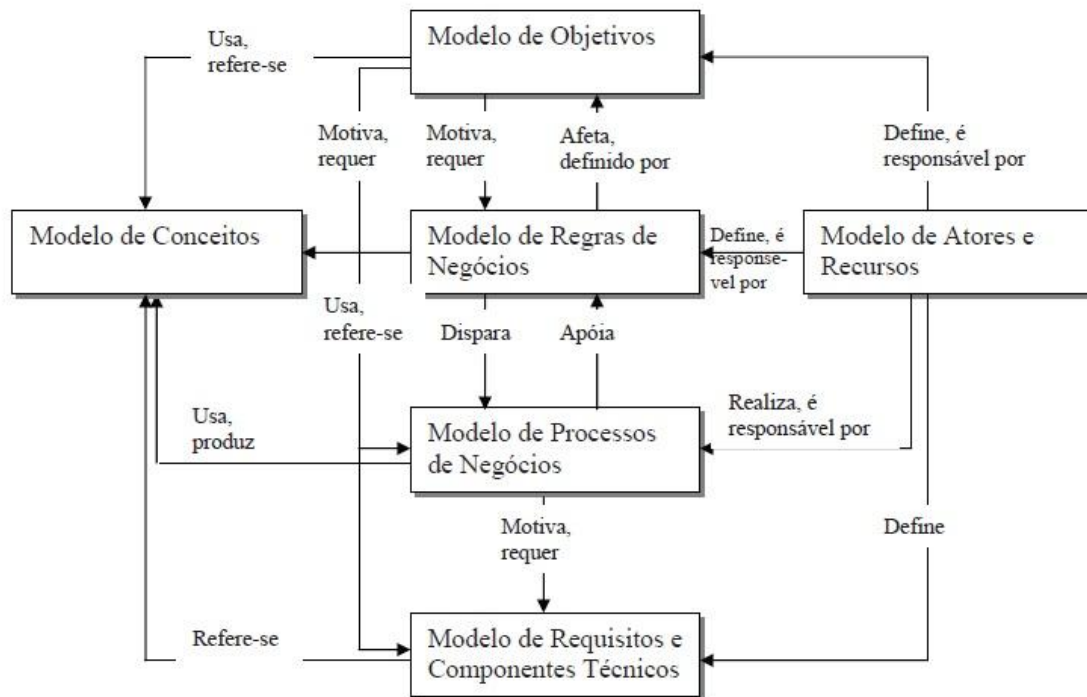 Modelo de Objetivos
Usa,
refere-se
Motiva,
requer
Motiva,
requer
Afeta,
definido por
Define, é
responsável por
Modelo de Conceitos
Modelo de Regras de
Negócios
Define, é
response-
vel por
Modelo de Atores e
Recursos
Usa,
refere-se
Dispara
Apóia
Usa,
produz
Modelo de Processos
de Negócios
Realiza, é
responsável por
Motiva,
requer
Define
Refere-se
Modelo de Requisitos e
Componentes Técnicos